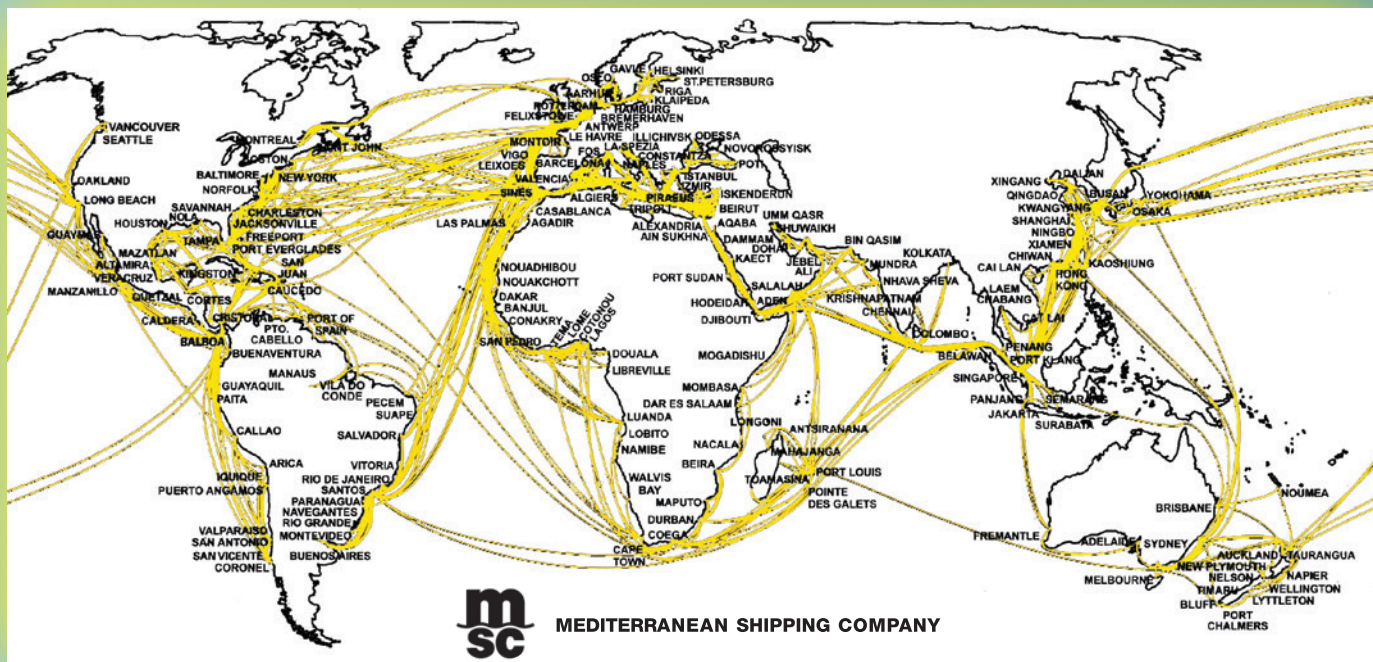 GAVLE
HELSINKI
OSLO
ST.PETERSBURG
AARHUS
RIGA
KLAIPEDA
ROTTERDAM
HAMBURG
FELIXSTOWE
BREMERHAVEN
ANTWERP
VANCOUVER
SEATTLE
MONTREAL
SAINT JOHN
MONTOIR
LE HAVRE
ILLICHIVSK
ODESSA
BOSTON
VIGO
FOS
LA SPEZIA
CONSTANTZA
NOVOROSSYISK
LEIXOES
BARCELONA
NAPLES
POTI
BALTIMORE
NEW YORK
VALENCIA
ISTANBUL
OAKLAND
NORFOLK
SINES
ALGIERS
PIRAEUS
IZMIR
ISKENDERUN
LONG BEACH
SAVANNAH
CASABLANCA
TRIPOLI
BEIRUT
HOUSTON
NOLA
CHARLESTON
LAS PALMAS
AGADIR
ALEXANDRIA
AQABA
UMM QASR
JACKSONVILLE
AIN SUKHNA
SHUWAIKH
GUAYMAS
TAMPA
FREEPORT
DAMMAM
DOHA
BIN QASIM
MAZATLAN
PORT EVERGLADES
KAECT
JEBEL
ALI
KOLKATA
ALTAMIRA
KINGSTON
SAN
JUAN
NOUADHIBOU
PORT SUDAN
MUNDRA
VERACRUZ
NOUAKCHOTT
SALALAH
NHAVA SHEVA
MANZANILLO
QUETZAL
CORTES
CAUCEDO
DAKAR
HODEIDAH
ADEN
KRISHNAPATNAM
CALDERA
CRISTOBAL
PORT OF
SPAIN
BANJUL
DJIBOUTI
CHENNAI
PTO.
CABELLO
CONAKRY
TEMA
LOME
COTONOU
LAGOS
COLOMBO
BALBOA
SAN PEDRO
BUENAVENTURA
DOUALA
MOGADISHU
BELAWAN
MANAUS
LIBREVILLE
GUAYAQUIL
VILA DO
CONDE
MOMBASA
PAITA
PECEM
SUAPE
DAR ES SALAAM
LUANDA
LONGONI
ANTSIRANANA
CALLAO
SALVADOR
LOBITO
NACALA
MAHAJANGA
NAMIBE
ARICA
VITORIA
BEIRA
PORT LOUIS
IQUIQUE
RIO DE JANEIRO
WALVIS
BAY
TOAMASINA
PUERTO ANGAMOS
SANTOS
MAPUTO
POINTE
DES GALETS
PARANAGUA
NAVEGANTES
DURBAN
VALPARAISO
RIO GRANDE
COEGA
SAN ANTONIO
MONTEVIDEO
CAPE
TOWN
SAN VICENTE
BUENOS AIRES
CORONEL
XINGANG
DALIAN
QINGDAO
BUSAN
YOKOHAMA
KWANGYANG
OSAKA
SHANGHAI
NINGBO
XIAMEN
CHIWAN
CAI LAN
HONG
KONG
KAOSHIUNG
LAEM
CHABANG
CAT LAI
PENANG
PORT KLANG
SINGAPORE
PANJANG
SEMARANG
JAKARTA
SURABAYA
NOUMEA
BRISBANE
FREMANTLE
ADELAIDE
SYDNEY
AUCKLAND
TAURANGUA
MELBOURNE
NEW PLYMOUTH
NELSON
NAPIER
TIMARU
WELLINGTON
BLUFF
LYTTLETON
PORT
CHALMERS
msc
MEDITERRANEAN SHIPPING COMPANY